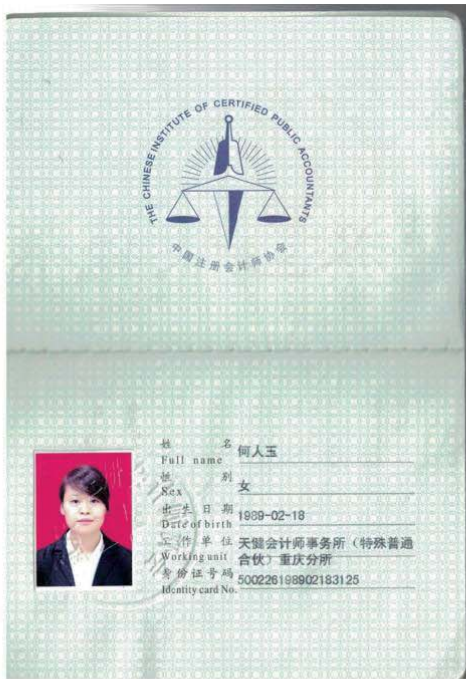 THE CHINESE INSTITUTE OF CERTIFIED PUBLIC ACCOUNTANTS
中国注册会计师协会
姓 名 何人玉
Full name
性 别 女
Sex
出 生 日 期 1989-02-18
Date of birth
工 作 单 位 天健会计师事务所（特殊普通
Working unit 合伙）重庆分所
身份证号码 500226198902183125
Identity card No.